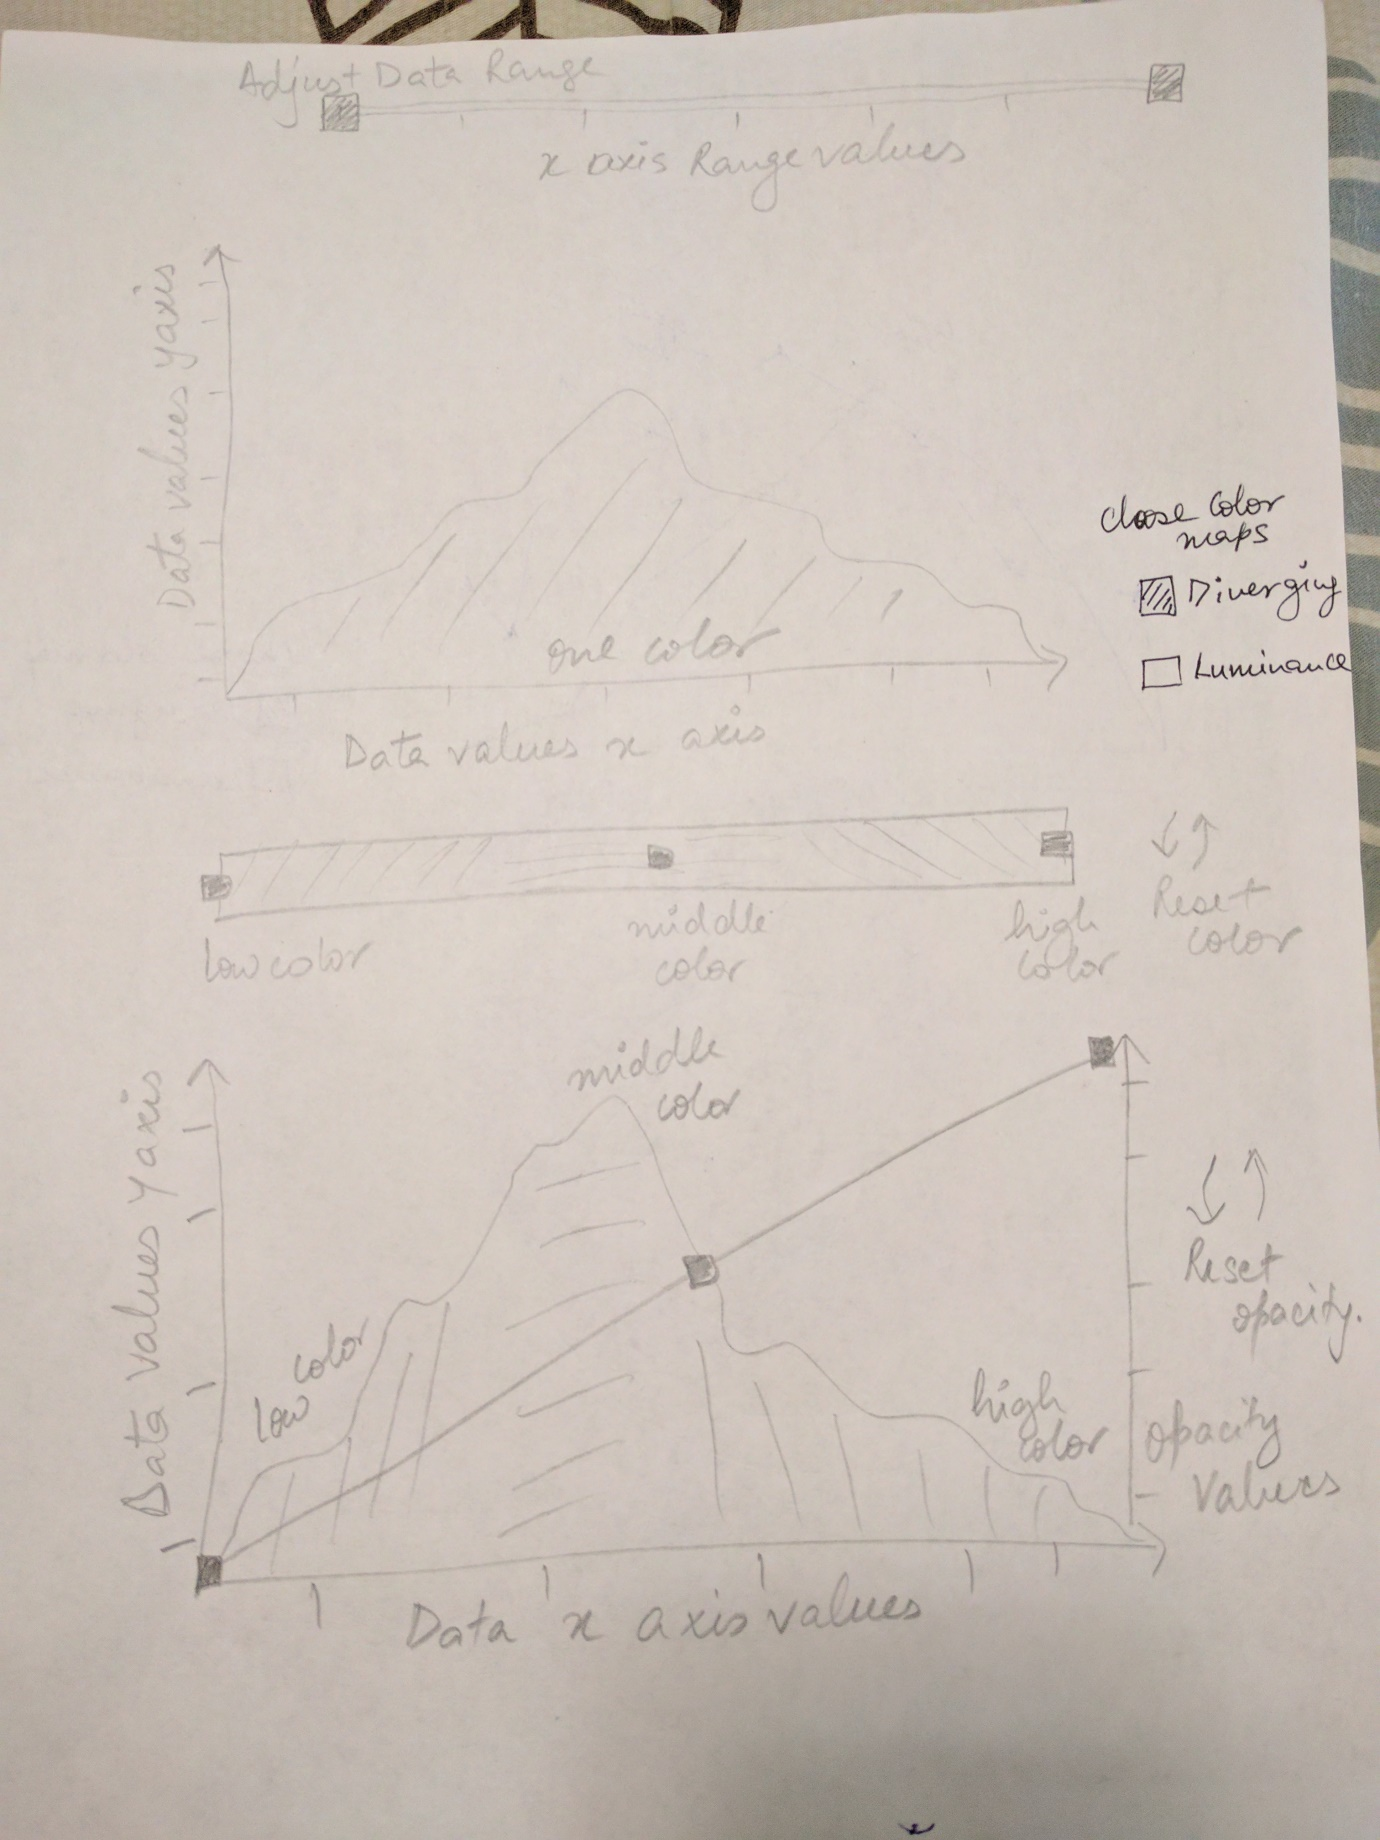 Adjust Data Range
x axis Range values
Data values y axis
one color
Data values x axis
Choose Color
maps
Diverging
Luminance
low color
middle
color
high
color
Reset
color
middle
color
Data values y axis
low color
high
color
Reset
opacity.
opacity
Values
Data x axis values